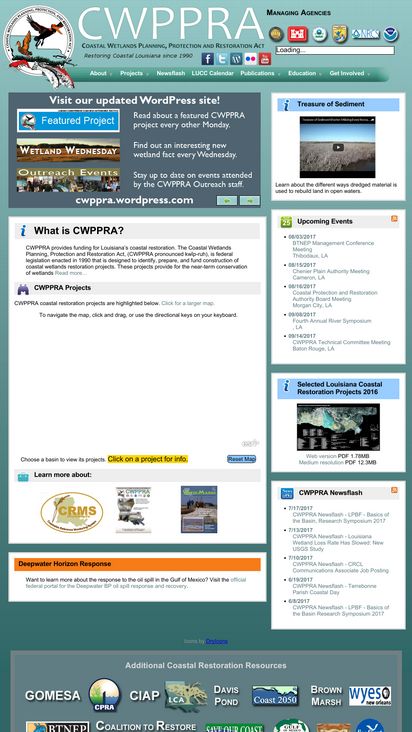 CWPPRA
MANAGING AGENCIES
COASTAL WETLANDS PLANNING, PROTECTION AND RESTORATION ACT
Restoring Coastal Louisiana since 1990
Loading...
About
Projects
Newsflash
LUCC Calendar
Publications
Education
Get Involved
Visit our updated WordPress site!
Featured Project
Read about a featured CWPPRA
project every other Monday.
WETLAND WEDNESDAY
Find out an interesting new
wetland fact every Wednesday.
Outreach Events
Stay up to date on events attended
by the CWPPRA Outreach staff.
cwppra.wordpress.com
What is CWPPRA?
CWPPRA provides funding for Louisiana's coastal restoration. The Coastal Wetlands
Planning, Protection and Restoration Act, (CWPPRA pronounced kwip-ruh), is federal
legislation enacted in 1990 that is designed to identify, prepare, and fund construction of
coastal wetlands restoration projects. These projects provide for the near-term conservation
of wetlands Read more...
CWPPRA Projects
CWPPRA coastal restoration projects are highlighted below. Click for a larger map.
To navigate the map, click and drag, or use the directional keys on your keyboard.
esri
Choose a basin to view its projects. Click on a project for info.
Reset Map
Learn more about:
CRMS
CWPPRA
WATERMARKS
Deepwater Horizon Response
Want to learn more about the response to the oil spill in the Gulf of Mexico? Visit the official
federal portal for the Deepwater BP oil spill response and recovery.
Treasure of Sediment
Learn about the different ways dredged material is
used to rebuild land in open waters.
Upcoming Events
08/03/2017
BTNEP Management Conference
Meeting
Thibodaux, LA
08/15/2017
Chenier Plain Authority Meeting
Cameron, LA
08/16/2017
Coastal Protection and Restoration
Authority Board Meeting
Morgan City, LA
09/08/2017
Fourth Annual River Symposium
, LA
09/14/2017
CWPPRA Technical Committee Meeting
Baton Rouge, LA
Selected Louisiana Coastal
Restoration Projects 2016
Web version PDF 1.78MB
Medium resolution PDF 12.3MB
CWPPRA Newsflash
7/17/2017
CWPPRA Newsflash - LPBF - Basics of
the Basin, Research Symposium 2017
7/13/2017
CWPPRA Newsflash - Louisiana
Wetland Loss Rate Has Slowed; New
USGS Study
7/10/2017
CWPPRA Newsflash - CRCL
Communications Associate Job Posting
6/19/2017
CWPPRA Newsflash - Terrebonne
Parish Coastal Day
6/8/2017
CWPPRA Newsflash - LPBF - Basics of
the Basin Research Symposium 2017
Icons by DryIcons
Additional Coastal Restoration Resources
GOMESA
CPRA
CIAP
LCA
DAVIS
POND
Coast 2050
BROWN
MARSH
wyes
new orleans
BTNEP
COALITION TO RESTORE
SAVE OUR COAST